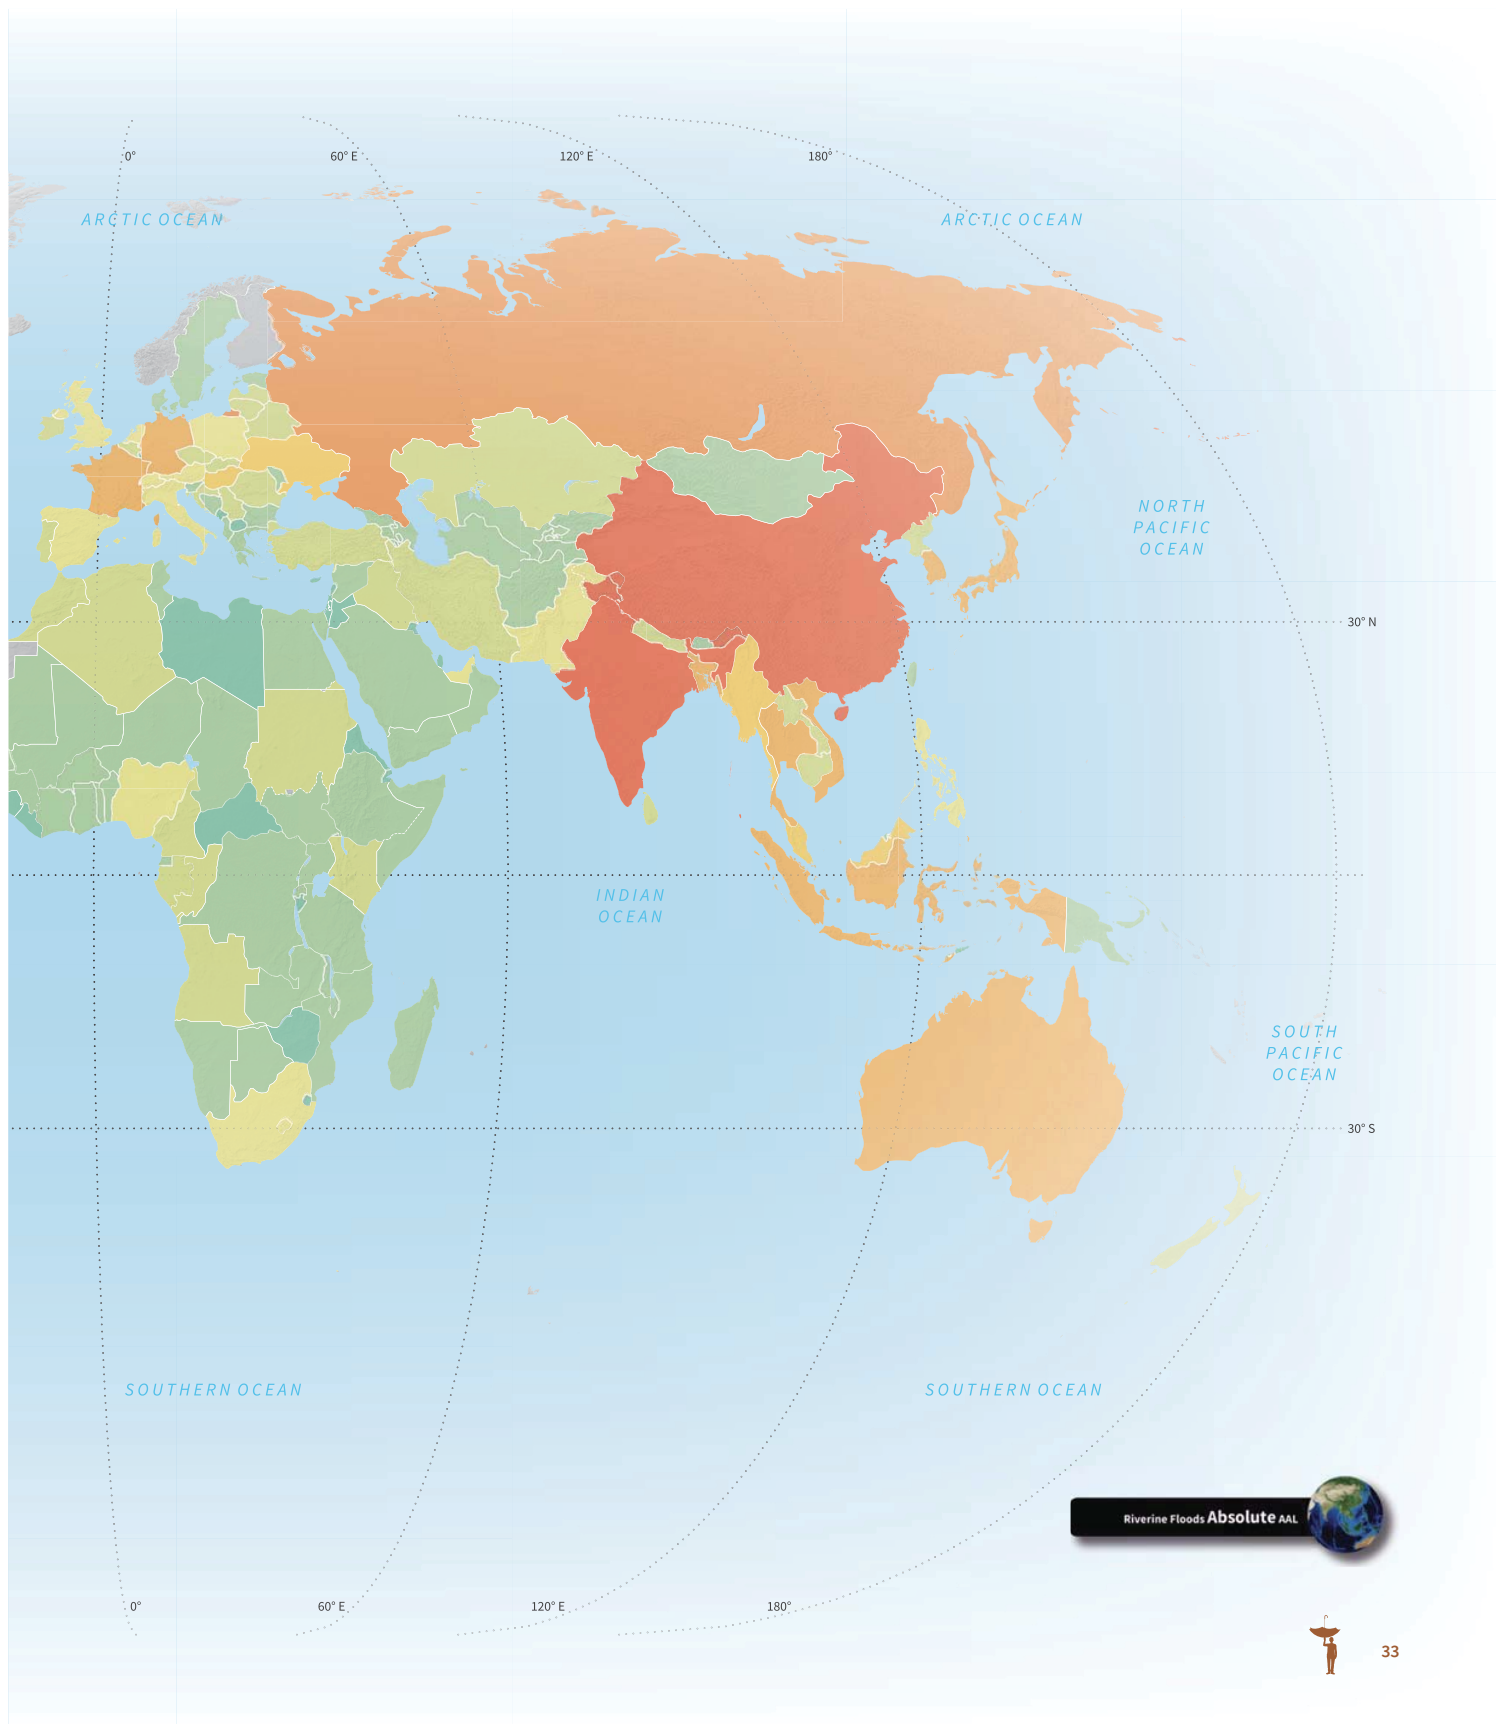 0°
60° E
120° E
180°
ARCTIC OCEAN
ARCTIC OCEAN
NORTH
PACIFIC
OCEAN
30° N
INDIAN
OCEAN
SOUTH
PACIFIC
OCEAN
30° S
SOUTHERN OCEAN
SOUTHERN OCEAN
Riverine Floods Absolute AAL
0°
60° E
120° E
180°
33